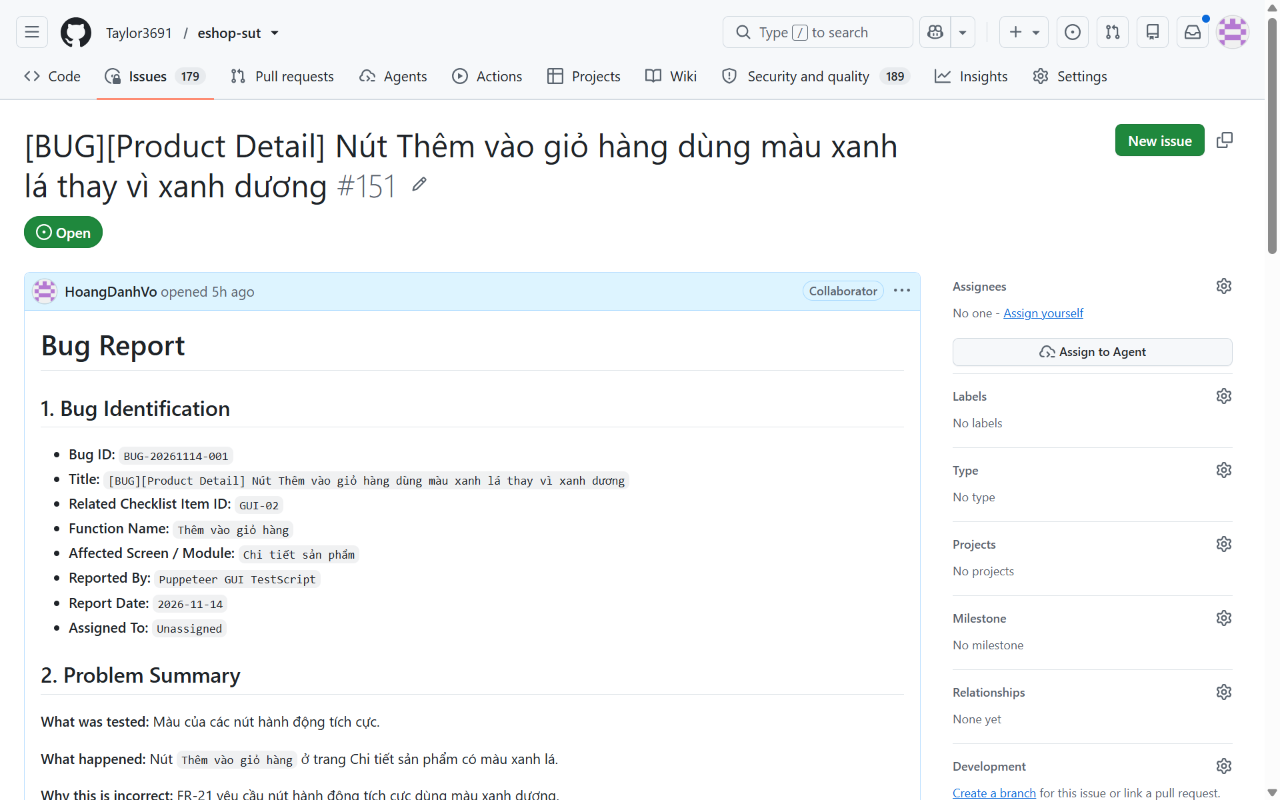 Taylor3691 / eshop-sut
Type / to search
Code
Issues 179
Pull requests
Agents
Actions
Projects
Wiki
Security and quality 189
Insights
Settings
[BUG][Product Detail] Nút Thêm vào giỏ hàng dùng màu xanh
lá thay vì xanh dương #151
New issue
Open
HoangDanhVo opened 5h ago
Collaborator
Bug Report
1. Bug Identification
Bug ID: BUG-20261114-001
Title: [BUG][Product Detail] Nút Thêm vào giỏ hàng dùng màu xanh lá thay vì xanh dương
Related Checklist Item ID: GUI-02
Function Name: Thêm vào giỏ hàng
Affected Screen / Module: Chi tiết sản phẩm
Reported By: Puppeteer GUI TestScript
Report Date: 2026-11-14
Assigned To: Unassigned
2. Problem Summary
What was tested: Màu của các nút hành động tích cực.
What happened: Nút Thêm vào giỏ hàng ở trang Chi tiết sản phẩm có màu xanh lá.
Why this is incorrect: FR-21 yêu cầu nút hành động tích cực dùng màu xanh dương.
Assignees
No one - Assign yourself
Assign to Agent
Labels
No labels
Type
No type
Projects
No projects
Milestone
No milestone
Relationships
None yet
Development
Create a branch for this issue or link a pull request.